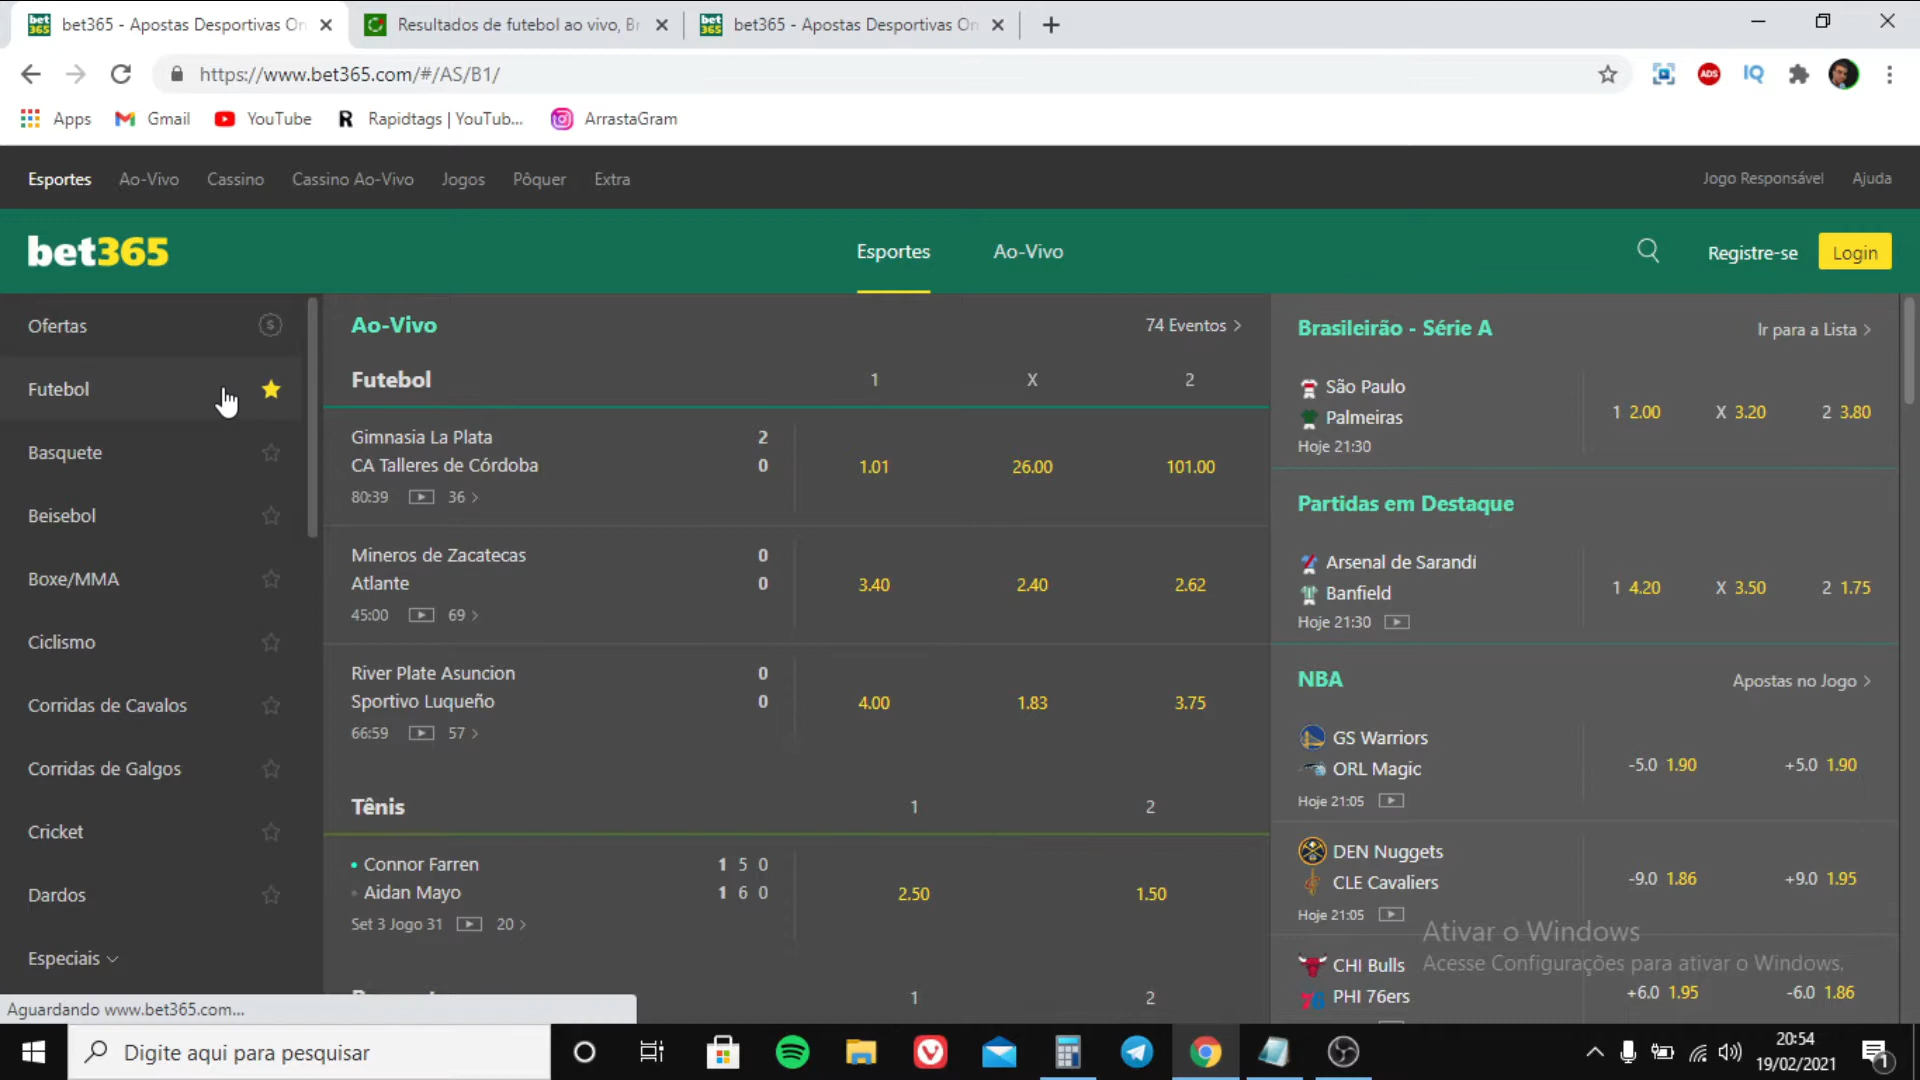 bet365 - Apostas Desportivas On
Resultados de futebol ao vivo, Br
bet365 - Apostas Desportivas On
https://www.bet365.com/#/AS/B1/
ADS
IQ
Apps
Gmail
YouTube
Rapidtags | YouTub...
ArrastaGram
Esportes
Ao-Vivo
Cassino
Cassino Ao-Vivo
Jogos
Pôquer
Extra
Jogo Responsável
Ajuda
bet365
Esportes
Ao-Vivo
Registre-se
Login
Ofertas
Futebol
Basquete
Beisebol
Boxe/MMA
Ciclismo
Corridas de Cavalos
Corridas de Galgos
Cricket
Dardos
Especiais
Ao-Vivo
74 Eventos >
Futebol 1 X 2
Gimnasia La Plata 2
CA Talleres de Córdoba 0
1.01 26.00 101.00
80:39 36 >
Mineros de Zacatecas 0
Atlante 0
3.40 2.40 2.62
45:00 69 >
River Plate Asuncion 0
Sportivo Luqueño 0
4.00 1.83 3.75
66:59 57 >
Tênis 1 2
Connor Farren 1 5 0
Aidan Mayo 1 6 0
2.50 1.50
Set 3 Jogo 31 20 >
1 2
Brasileirão - Série A
Ir para a Lista >
São Paulo
Palmeiras
1 2.00 X 3.20 2 3.80
Hoje 21:30
Partidas em Destaque
Arsenal de Sarandí
Banfield
1 4.20 X 3.50 2 1.75
Hoje 21:30
NBA
Apostas no Jogo >
GS Warriors
ORL Magic
-5.0 1.90 +5.0 1.90
Hoje 21:05
DEN Nuggets
CLE Cavaliers
-9.0 1.86 +9.0 1.95
Hoje 21:05
CHI Bulls
PHI 76ers
+6.0 1.95 -6.0 1.86
Ativar o Windows
Acesse Configurações para ativar o Windows.
Aguardando www.bet365.com...
Digite aqui para pesquisar
20:54
19/02/2021
1